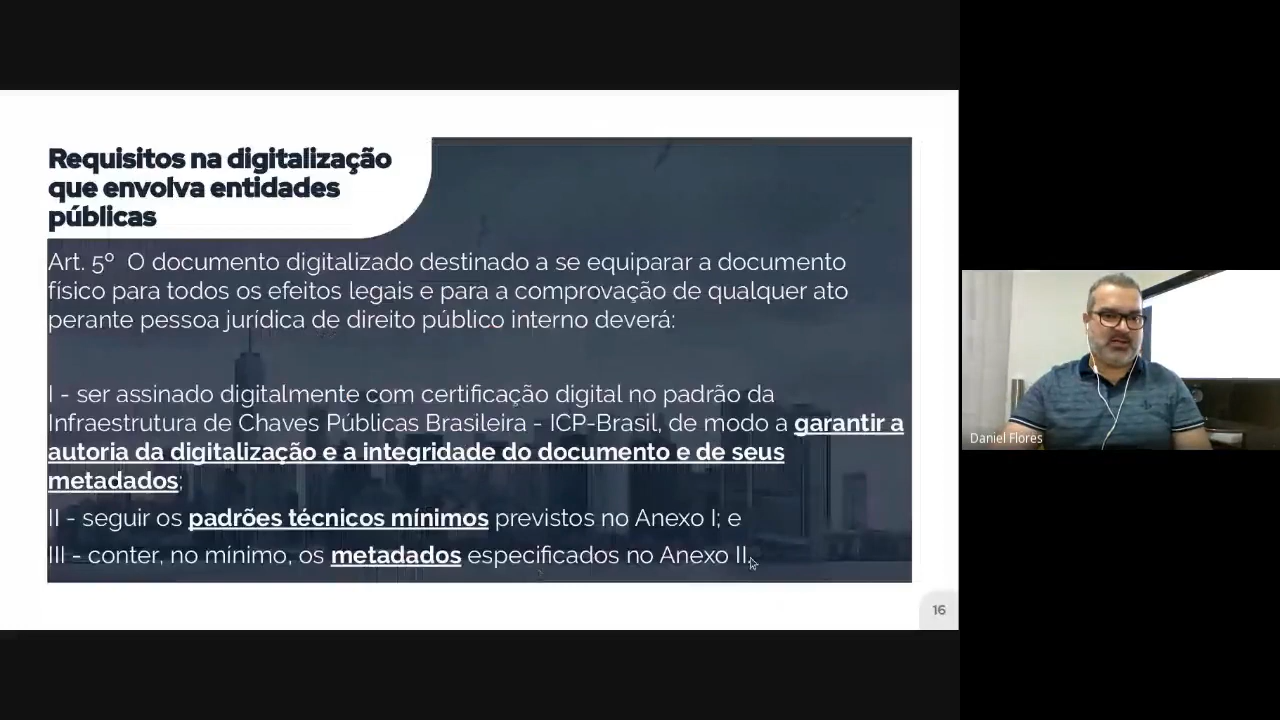 Requisitos na digitalização
que envolva entidades
públicas
Art. 5º O documento digitalizado destinado a se equiparar a documento
físico para todos os efeitos legais e para a comprovação de qualquer ato
perante pessoa jurídica de direito público interno deverá:
I - ser assinado digitalmente com certificação digital no padrão da
Infraestrutura de Chaves Públicas Brasileira - ICP-Brasil, de modo a garantir a
autoria da digitalização e a integridade do documento e de seus
metadados;
II - seguir os padrões técnicos mínimos previstos no Anexo I; e
III - conter, no mínimo, os metadados especificados no Anexo II.
16
Daniel Flores